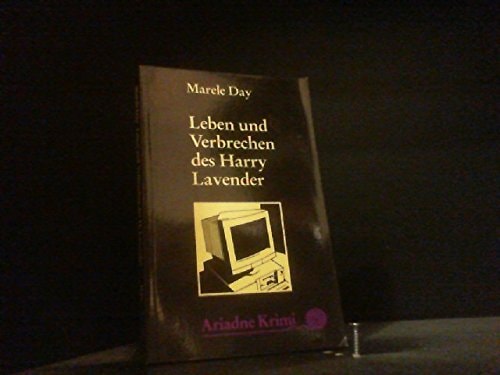 Marele Day
Leben und
Verbrechen
des Harry
Lavender
Ariadne Krimi